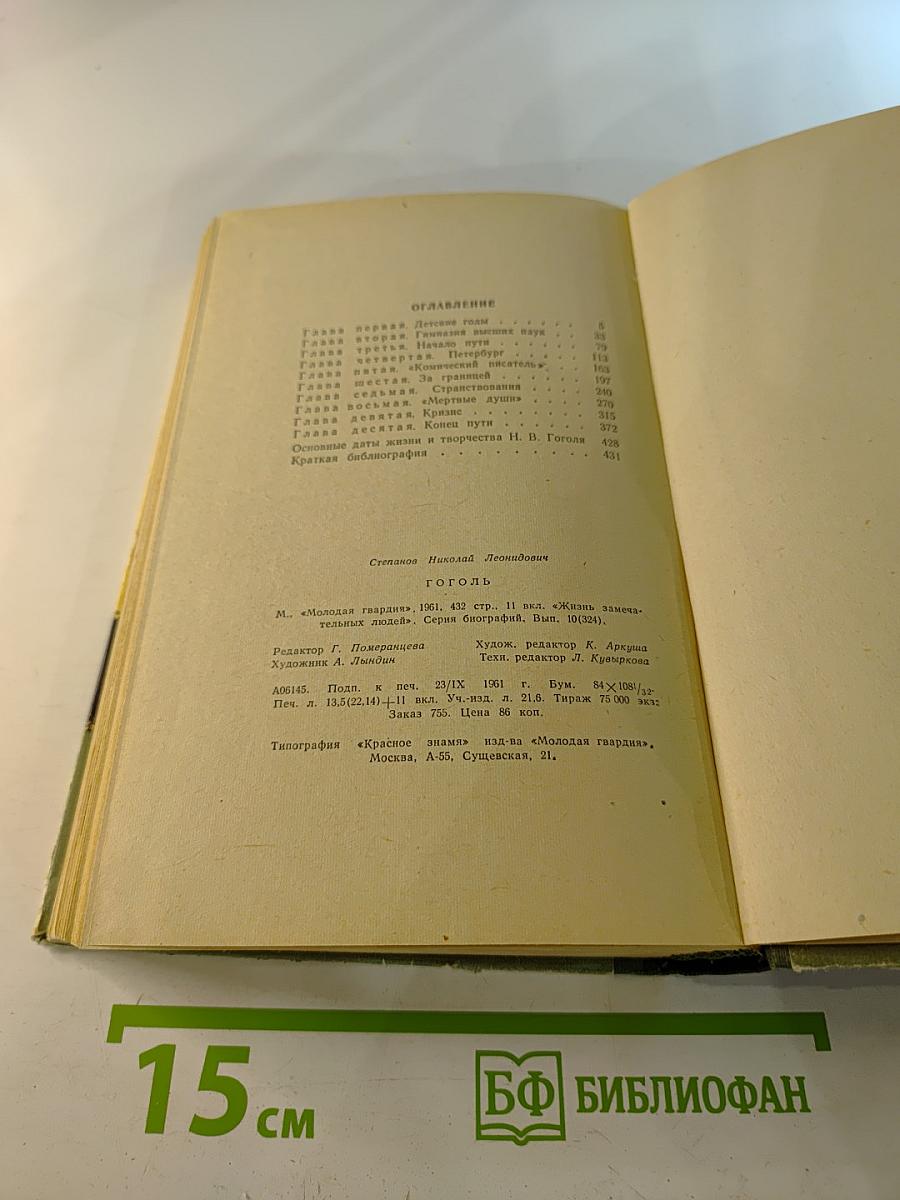 ОГЛАВЛЕНИЕ
Глава первая. Детские годы . . . . . . 5
Глава вторая. Гимназия высших наук . . 33
Глава третья. Начало пути . . . . . . 79
Глава четвертая. Петербург . . . . . 113
Глава пятая. «Комический писатель» . . . 163
Глава шестая. За границей . . . . . . 197
Глава седьмая. Странствования . . . . 240
Глава восьмая. «Мертвые души» . . . . 270
Глава девятая. Кризис . . . . . . . . 315
Глава десятая. Конец пути . . . . . . 372
Основные даты жизни и творчества Н. В. Гоголя 428
Краткая библиография . . . . . . . . . 431
Степанов Николай Леонидович
ГОГОЛЬ
М., «Молодая гвардия», 1961, 432 стр., 11 вкл. «Жизнь замеча-
тельных людей». Серия биографий. Вып. 10(324).
Редактор Г. Померанцева Худож. редактор К. Аркуша
Художник А. Лындин Техн. редактор Л. Кувыркова
А06145. Подп. к печ. 23/IX 1961 г. Бум. 84×108¹/₃₂.
Печ. л. 13,5(22,14)+11 вкл. Уч.-изд. л. 21,6. Тираж 75 000 экз.
Заказ 755. Цена 86 коп.
Типография «Красное знамя» изд-ва «Молодая гвардия».
Москва, А-55, Сущевская, 21.
15 см
БФ БИБЛИОФАН